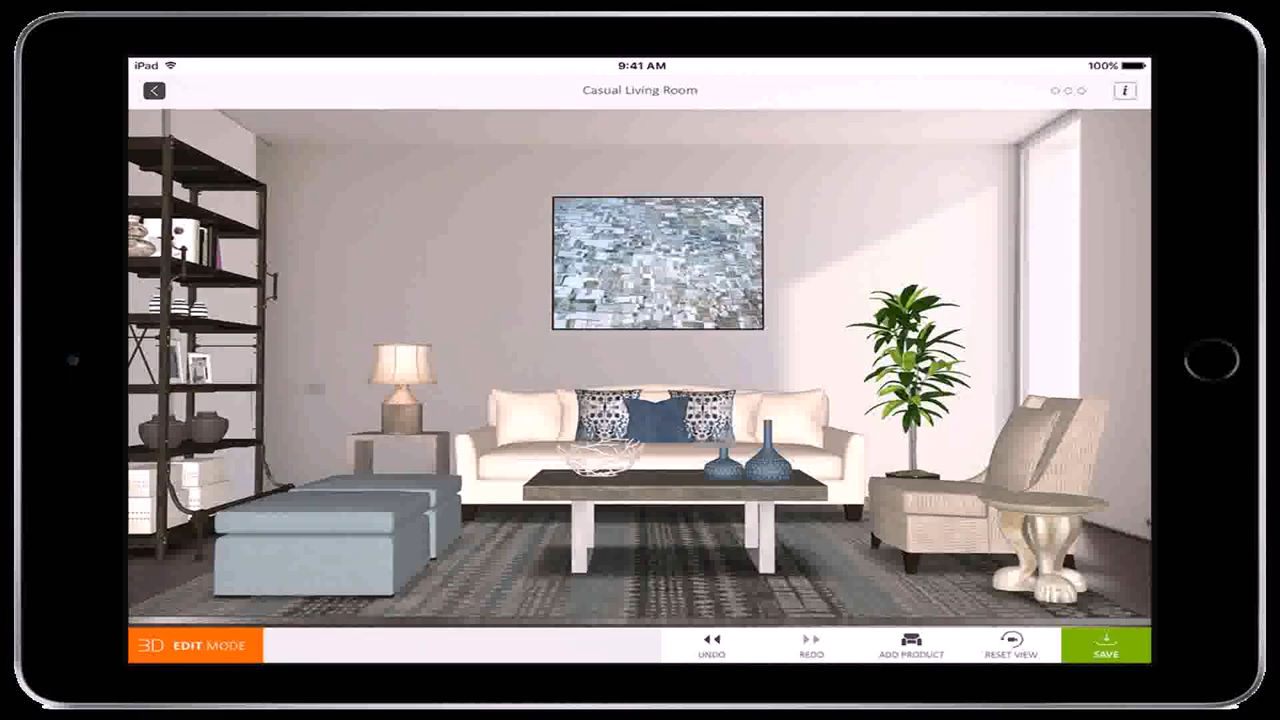 iPad 9:41 AM 100%
Casual Living Room
i
3D EDIT MODE
UNDO
REDO
ADD PRODUCT
RESET VIEW
SAVE